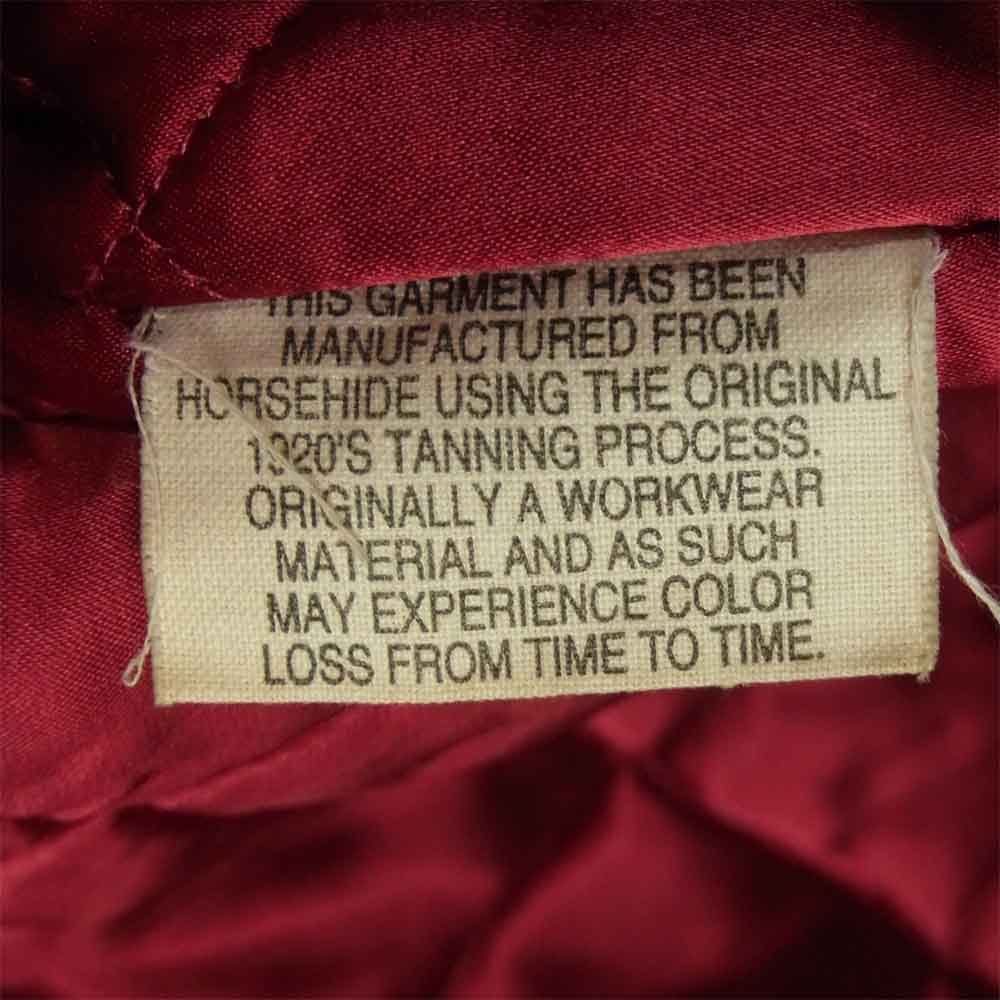 THIS GARMENT HAS BEEN
MANUFACTURED FROM
HORSEHIDE USING THE ORIGINAL
1920'S TANNING PROCESS.
ORIGINALLY A WORKWEAR
MATERIAL AND AS SUCH
MAY EXPERIENCE COLOR
LOSS FROM TIME TO TIME.